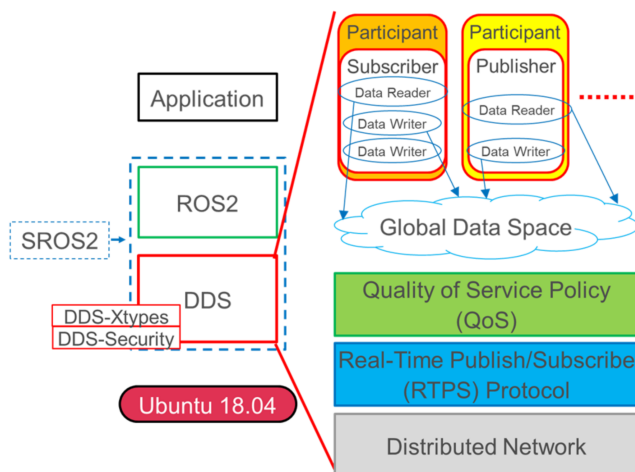 Application
ROS2
SROS2
DDS
DDS-Xtypes
DDS-Security
Ubuntu 18.04
Participant
Subscriber
Data Reader
Data Writer
Data Writer
Participant
Publisher
Data Reader
Data Writer
Global Data Space
Quality of Service Policy
(QoS)
Real-Time Publish/Subscribe
(RTPS) Protocol
Distributed Network